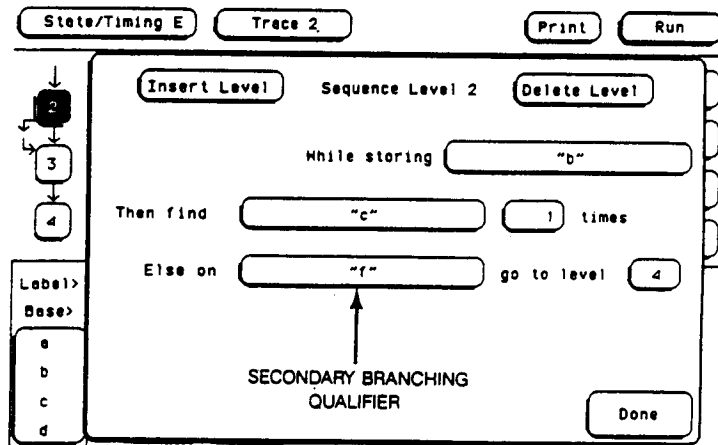 State/Timing E Trace 2 Print Run
Insert Level Sequence Level 2 Delete Level
2
While storing "b"
3
Then find "c" 1 times
4
Else on "f" go to level 4
Label>
Base>
a
b
c
d
SECONDARY BRANCHING
QUALIFIER
Done